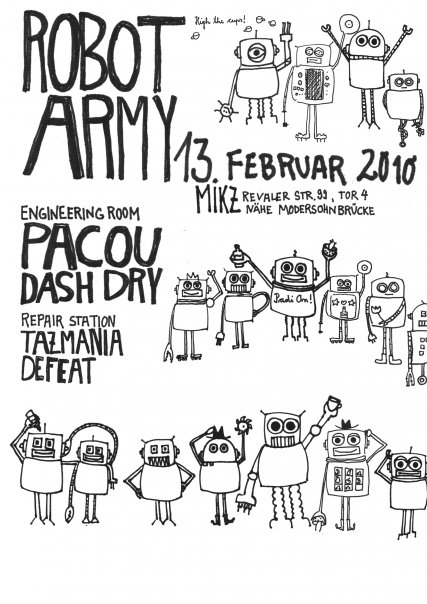 ROBOT
ARMY
High the cups!
13. FEBRUAR 2010
MIKZ REVALER STR. 99, TOR 4
NÄHE MODERSOHNBRÜCKE
ENGINEERING ROOM
PACOU
DASH DRY
REPAIR STATION
TAZMANIA
DEFEAT